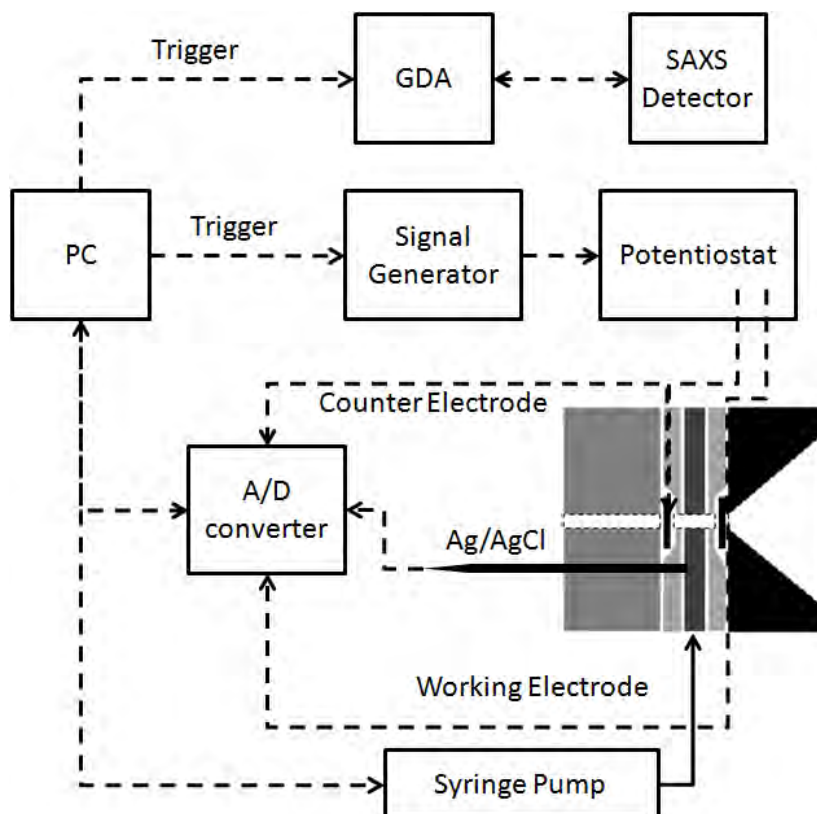 Trigger
GDA
SAXS
Detector
PC
Trigger
Signal
Generator
Potentiostat
Counter Electrode
A/D
converter
Ag/AgCl
Working Electrode
Syringe Pump